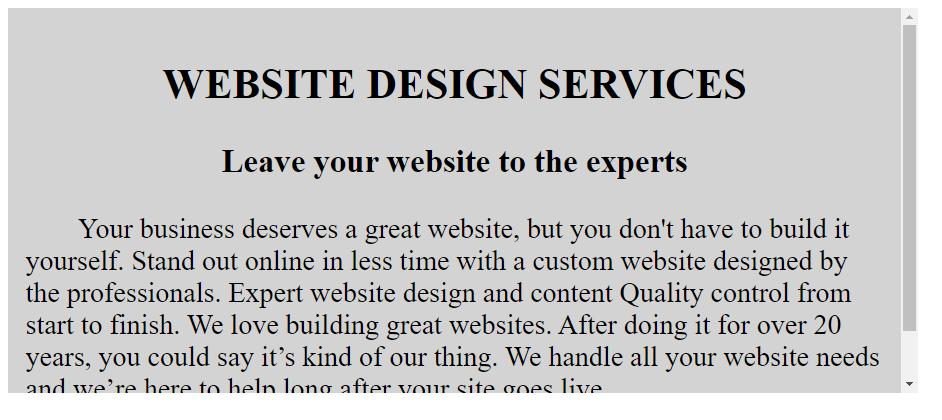 WEBSITE DESIGN SERVICES
Leave your website to the experts
Your business deserves a great website, but you don't have to build it
yourself. Stand out online in less time with a custom website designed by
the professionals. Expert website design and content Quality control from
start to finish. We love building great websites. After doing it for over 20
years, you could say it’s kind of our thing. We handle all your website needs
and we’re here to help long after your site goes live.